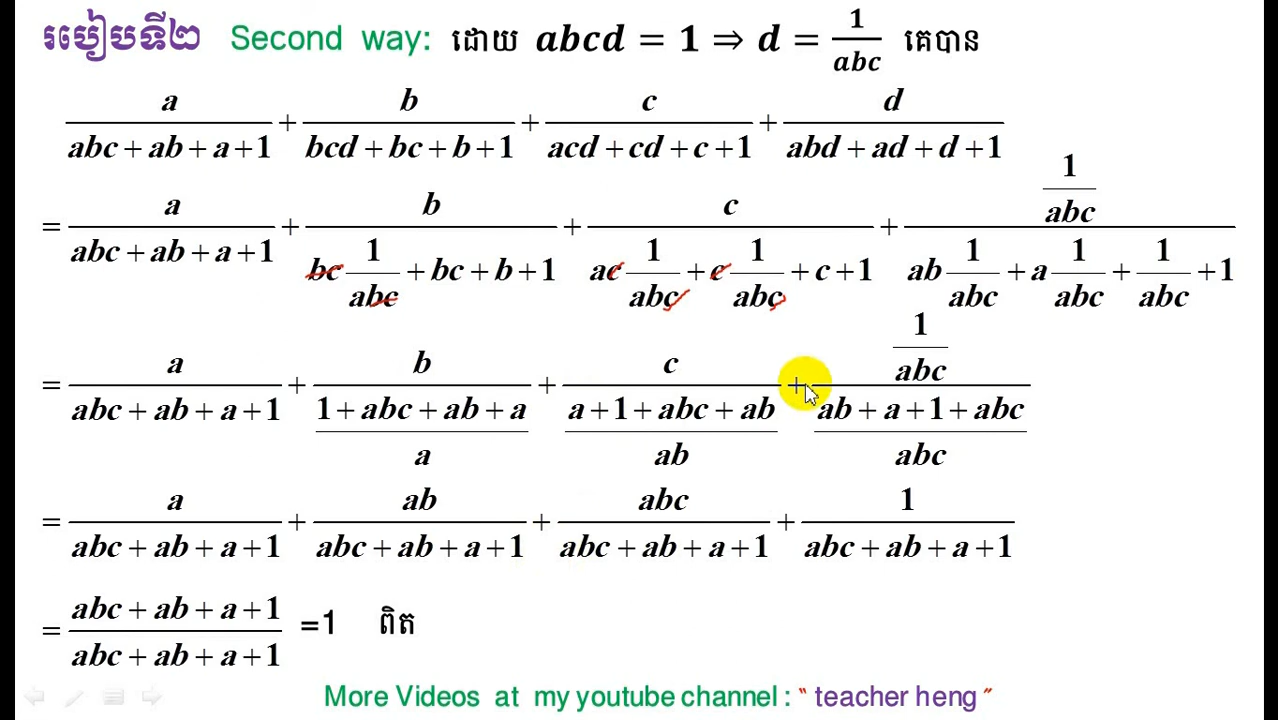 របៀបទី២ Second way: ដោយ abcd = 1 ⇒ d = 1/abc គេបាន
a/(abc + ab + a + 1) + b/(bcd + bc + b + 1) + c/(acd + cd + c + 1) + d/(abd + ad + d + 1)
= a/(abc + ab + a + 1) + b/(bc 1/abc + bc + b + 1) + c/(ac 1/abc + c 1/abc + c + 1) + (1/abc)/(ab 1/abc + a 1/abc + 1/abc + 1)
= a/(abc + ab + a + 1) + b/((1 + abc + ab + a)/a) + c/((a + 1 + abc + ab)/ab) + (1/abc)/((ab + a + 1 + abc)/abc)
= a/(abc + ab + a + 1) + ab/(abc + ab + a + 1) + abc/(abc + ab + a + 1) + 1/(abc + ab + a + 1)
= (abc + ab + a + 1)/(abc + ab + a + 1) =1 ពិត
More Videos at my youtube channel : “ teacher heng ”